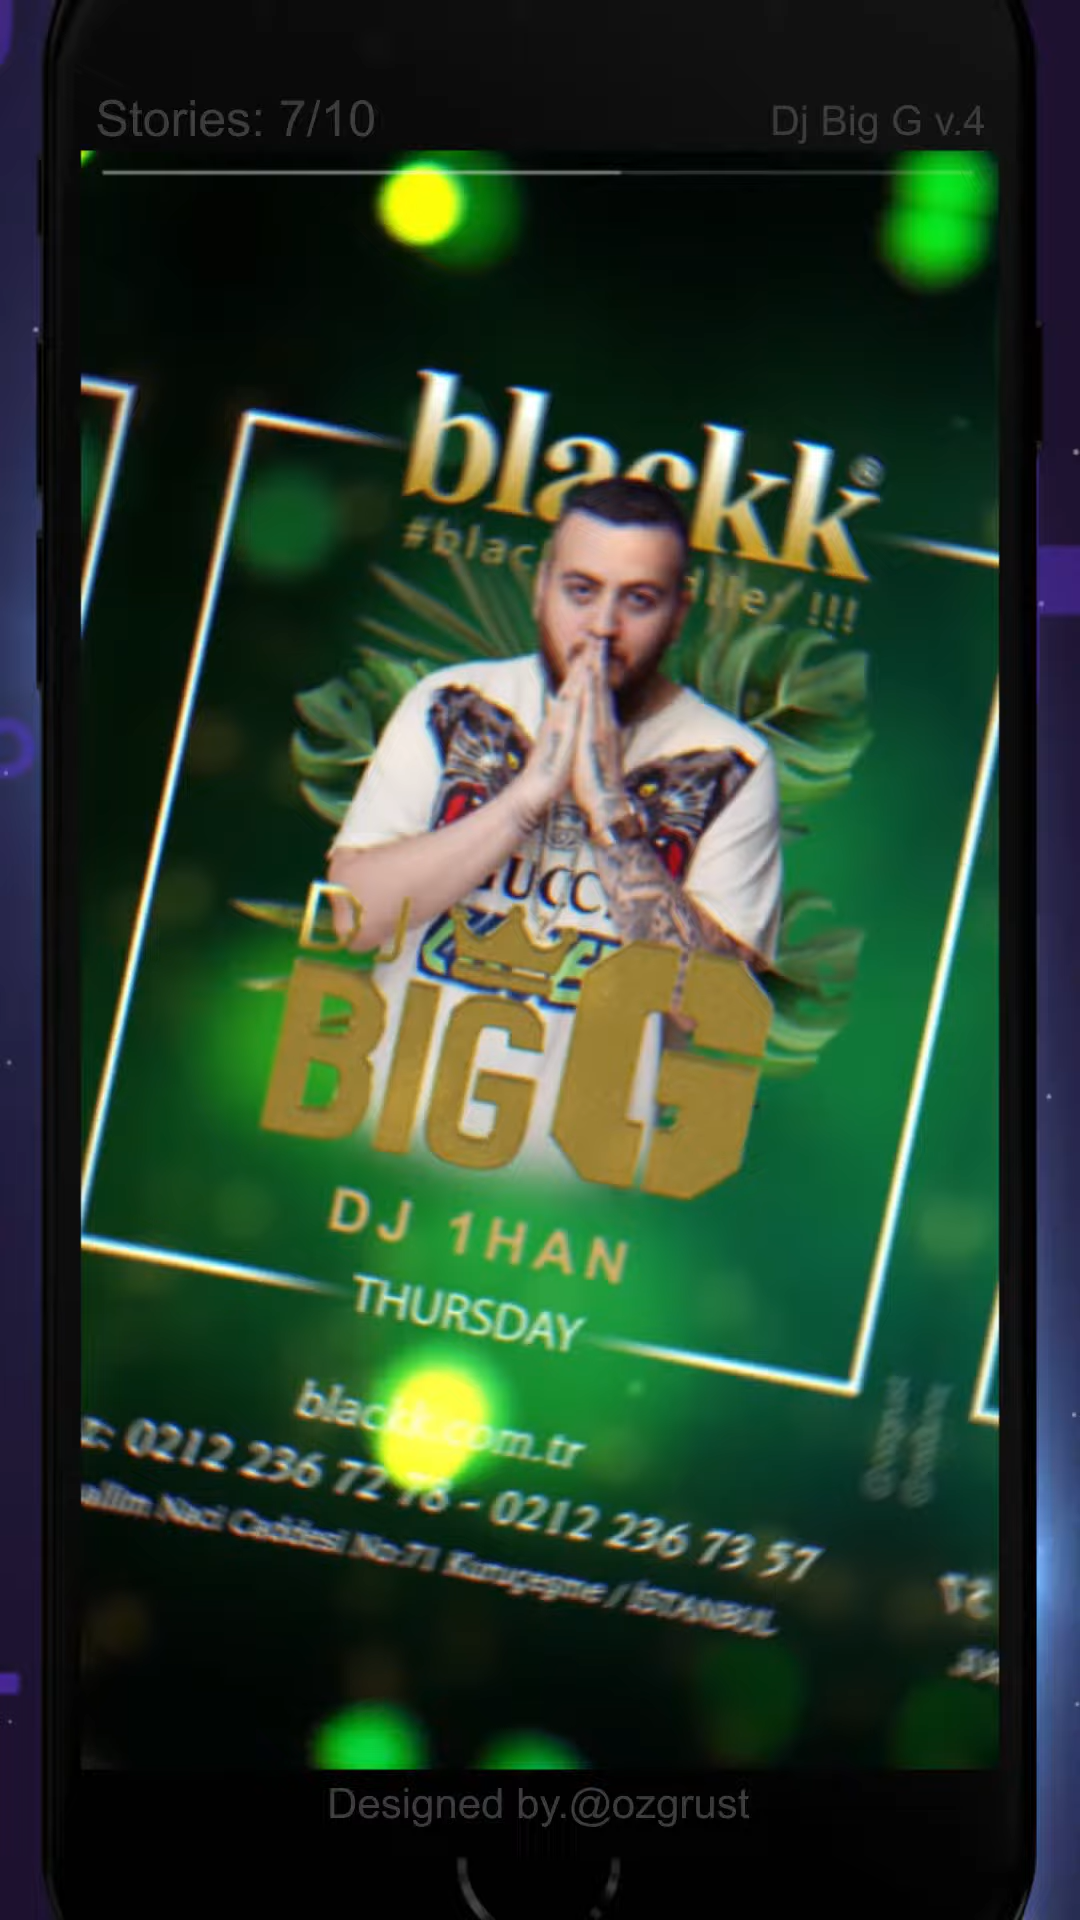 Stories: 7/10
Dj Big G v.4
blackk®
!!!
GUCCI
DJ
BIG G
DJ 1HAN
THURSDAY
blackk.com.tr
0212 236 72 78 - 0212 236 73 57
Naci Caddesi No:71 Kuruçeşme / İSTANBUL
Designed by.@ozgrust